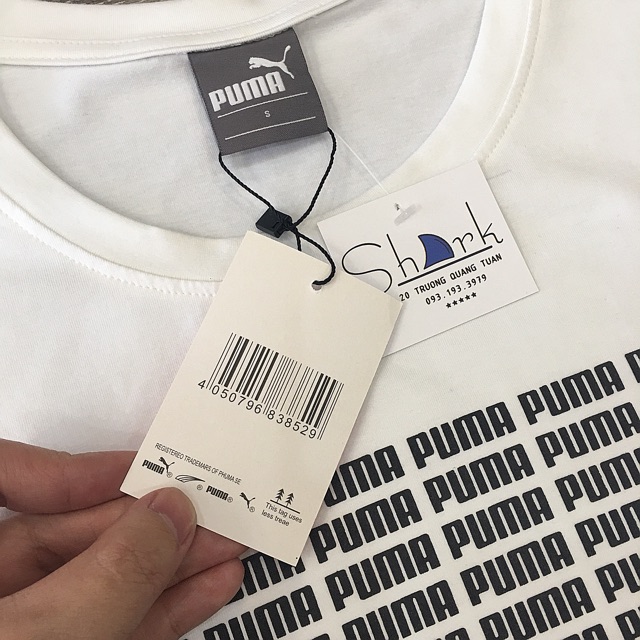 PUMA
S
Shark
20 TRUONG QUANG TUAN
093.193.3979
★★★★★
4 050796 838529
REGISTERED TRADEMARKS OF PHUMA SE
PUMA® ® PUMA® ®
This tag uses
less treae
PUMA PUMA PUMA
PUMA PUMA PUMA
PUMA PUMA PUMA
PUMA PUMA PUMA
PUMA PUMA PUMA
PUMA PUMA PUMA